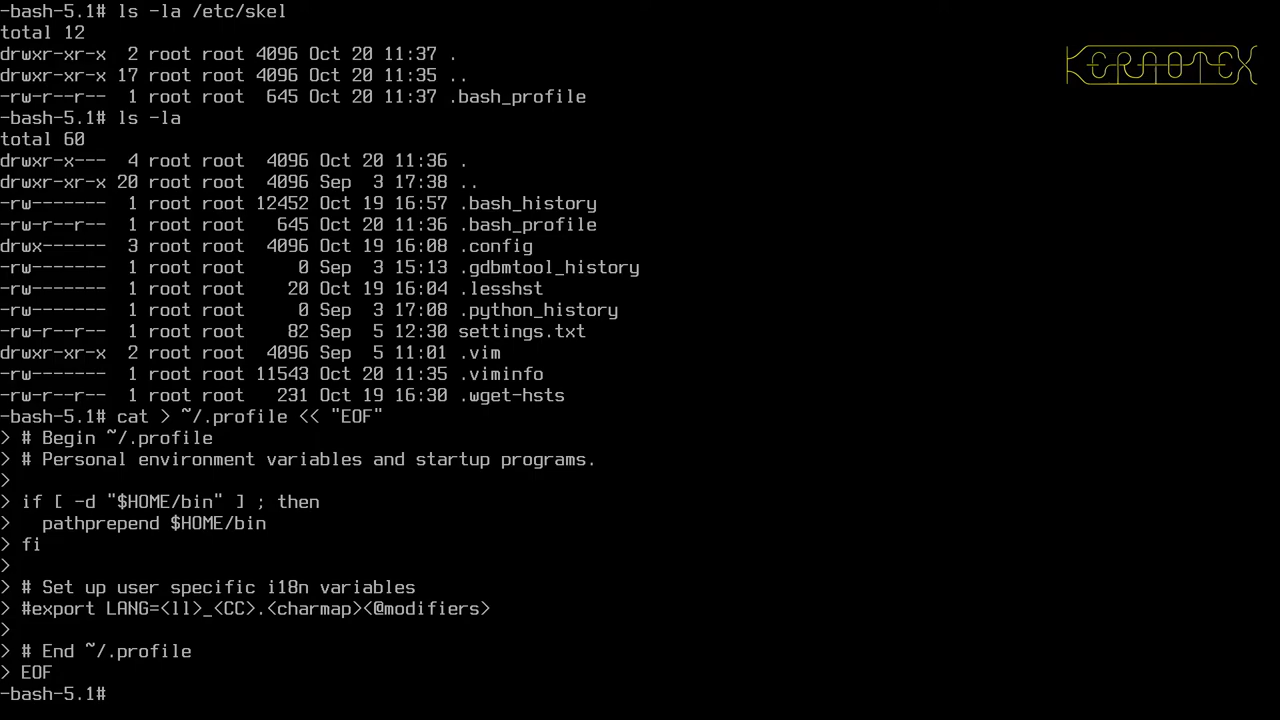 -bash-5.1# ls -la /etc/skel
total 12
drwxr-xr-x  2 root root 4096 Oct 20 11:37 .
drwxr-xr-x 17 root root 4096 Oct 20 11:35 ..
-rw-r--r--  1 root root  645 Oct 20 11:37 .bash_profile
-bash-5.1# ls -la
total 60
drwxr-x---  4 root root  4096 Oct 20 11:36 .
drwxr-xr-x 20 root root  4096 Sep  3 17:38 ..
-rw-------  1 root root 12452 Oct 19 16:57 .bash_history
-rw-r--r--  1 root root   645 Oct 20 11:36 .bash_profile
drwx------  3 root root  4096 Oct 19 16:08 .config
-rw-------  1 root root     0 Sep  3 15:13 .gdbmtool_history
-rw-------  1 root root    20 Oct 19 16:04 .lesshst
-rw-------  1 root root     0 Sep  3 17:08 .python_history
-rw-r--r--  1 root root    82 Sep  5 12:30 settings.txt
drwxr-xr-x  2 root root  4096 Sep  5 11:01 .vim
-rw-------  1 root root 11543 Oct 20 11:35 .viminfo
-rw-r--r--  1 root root   231 Oct 19 16:30 .wget-hsts
-bash-5.1# cat > ~/.profile << "EOF"
> # Begin ~/.profile
> # Personal environment variables and startup programs.
>
> if [ -d "$HOME/bin" ] ; then
>   pathprepend $HOME/bin
> fi
>
> # Set up user specific i18n variables
> #export LANG=<ll>_<CC>.<charmap><@modifiers>
>
> # End ~/.profile
> EOF
-bash-5.1#